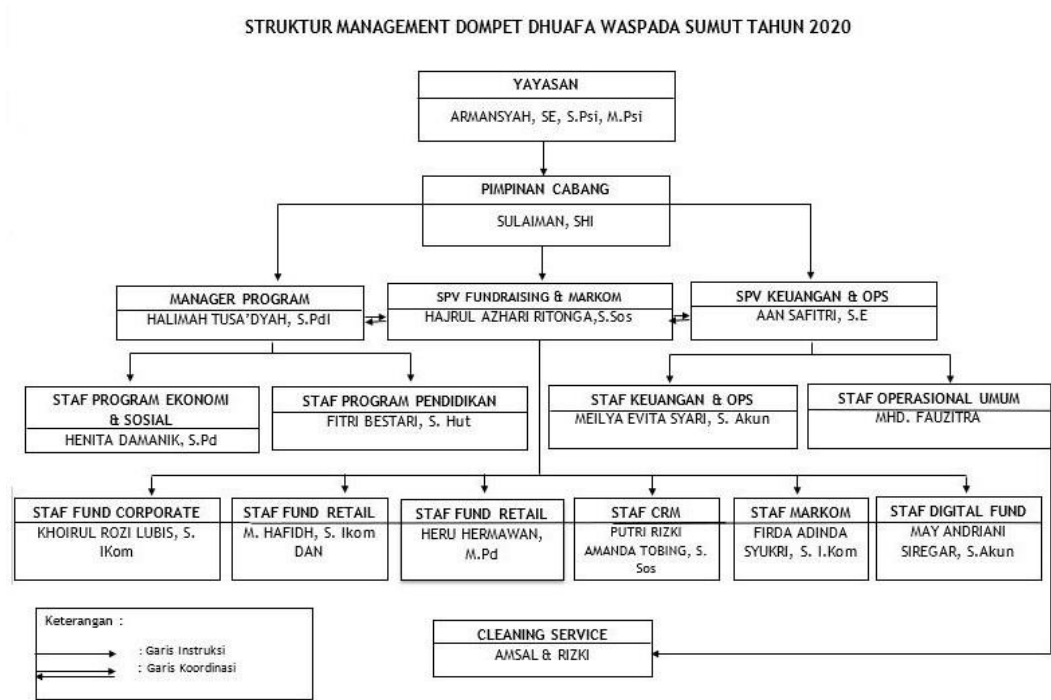 STRUKTUR MANAGEMENT DOMPET DHUAFA WASPADA SUMUT TAHUN 2020
YAYASAN
ARMANSYAH, SE, S.Psi, M.Psi
PIMPINAN CABANG
SULAIMAN, SHI
MANAGER PROGRAM
HALIMAH TUSA'DYAH, S.PdI
SPV FUNDRAISING & MARKOM
HAJRUL AZHARI RITONGA,S.Sos
SPV KEUANGAN & OPS
AAN SAFITRI, S.E
STAF PROGRAM EKONOMI
& SOSIAL
HENITA DAMANIK, S.Pd
STAF PROGRAM PENDIDIKAN
FITRI BESTARI, S. Hut
STAF KEUANGAN & OPS
MEILYA EVITA SYARI, S. Akun
STAF OPERASIONAL UMUM
MHD. FAUZITRA
STAF FUND CORPORATE
KHOIRUL ROZI LUBIS, S.
IKom
STAF FUND RETAIL
M. HAFIDH, S. Ikom
DAN
STAF FUND RETAIL
HERU HERMAWAN,
M.Pd
STAF CRM
PUTRI RIZKI
AMANDA TOBING, S.
Sos
STAF MARKOM
FIRDA ADINDA
SYUKRI, S. I.Kom
STAF DIGITAL FUND
MAY ANDRIANI
SIREGAR, S.Akun
Keterangan :
: Garis Instruksi
: Garis Koordinasi
CLEANING SERVICE
AMSAL & RIZKI